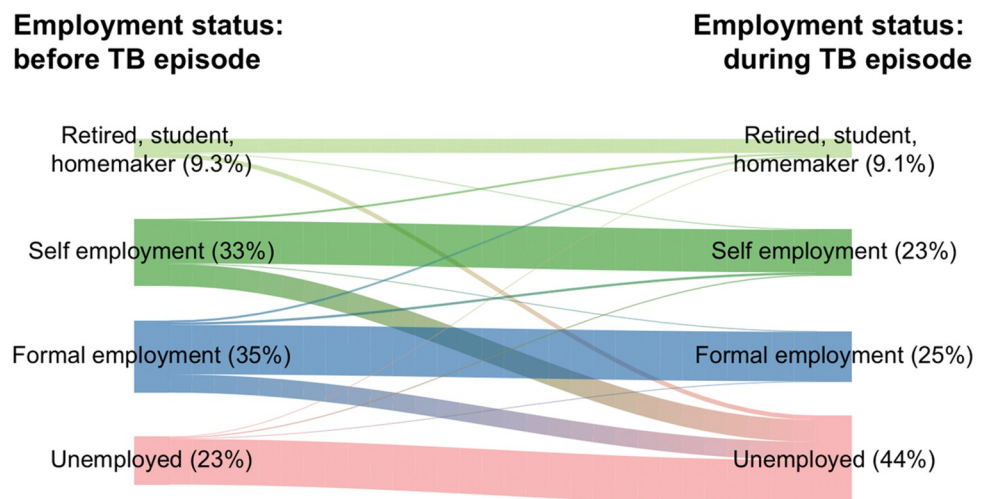 Employment status:
before TB episode
Employment status:
during TB episode
Retired, student,
homemaker (9.3%)
Retired, student,
homemaker (9.1%)
Self employment (33%)
Self employment (23%)
Formal employment (35%)
Formal employment (25%)
Unemployed (23%)
Unemployed (44%)